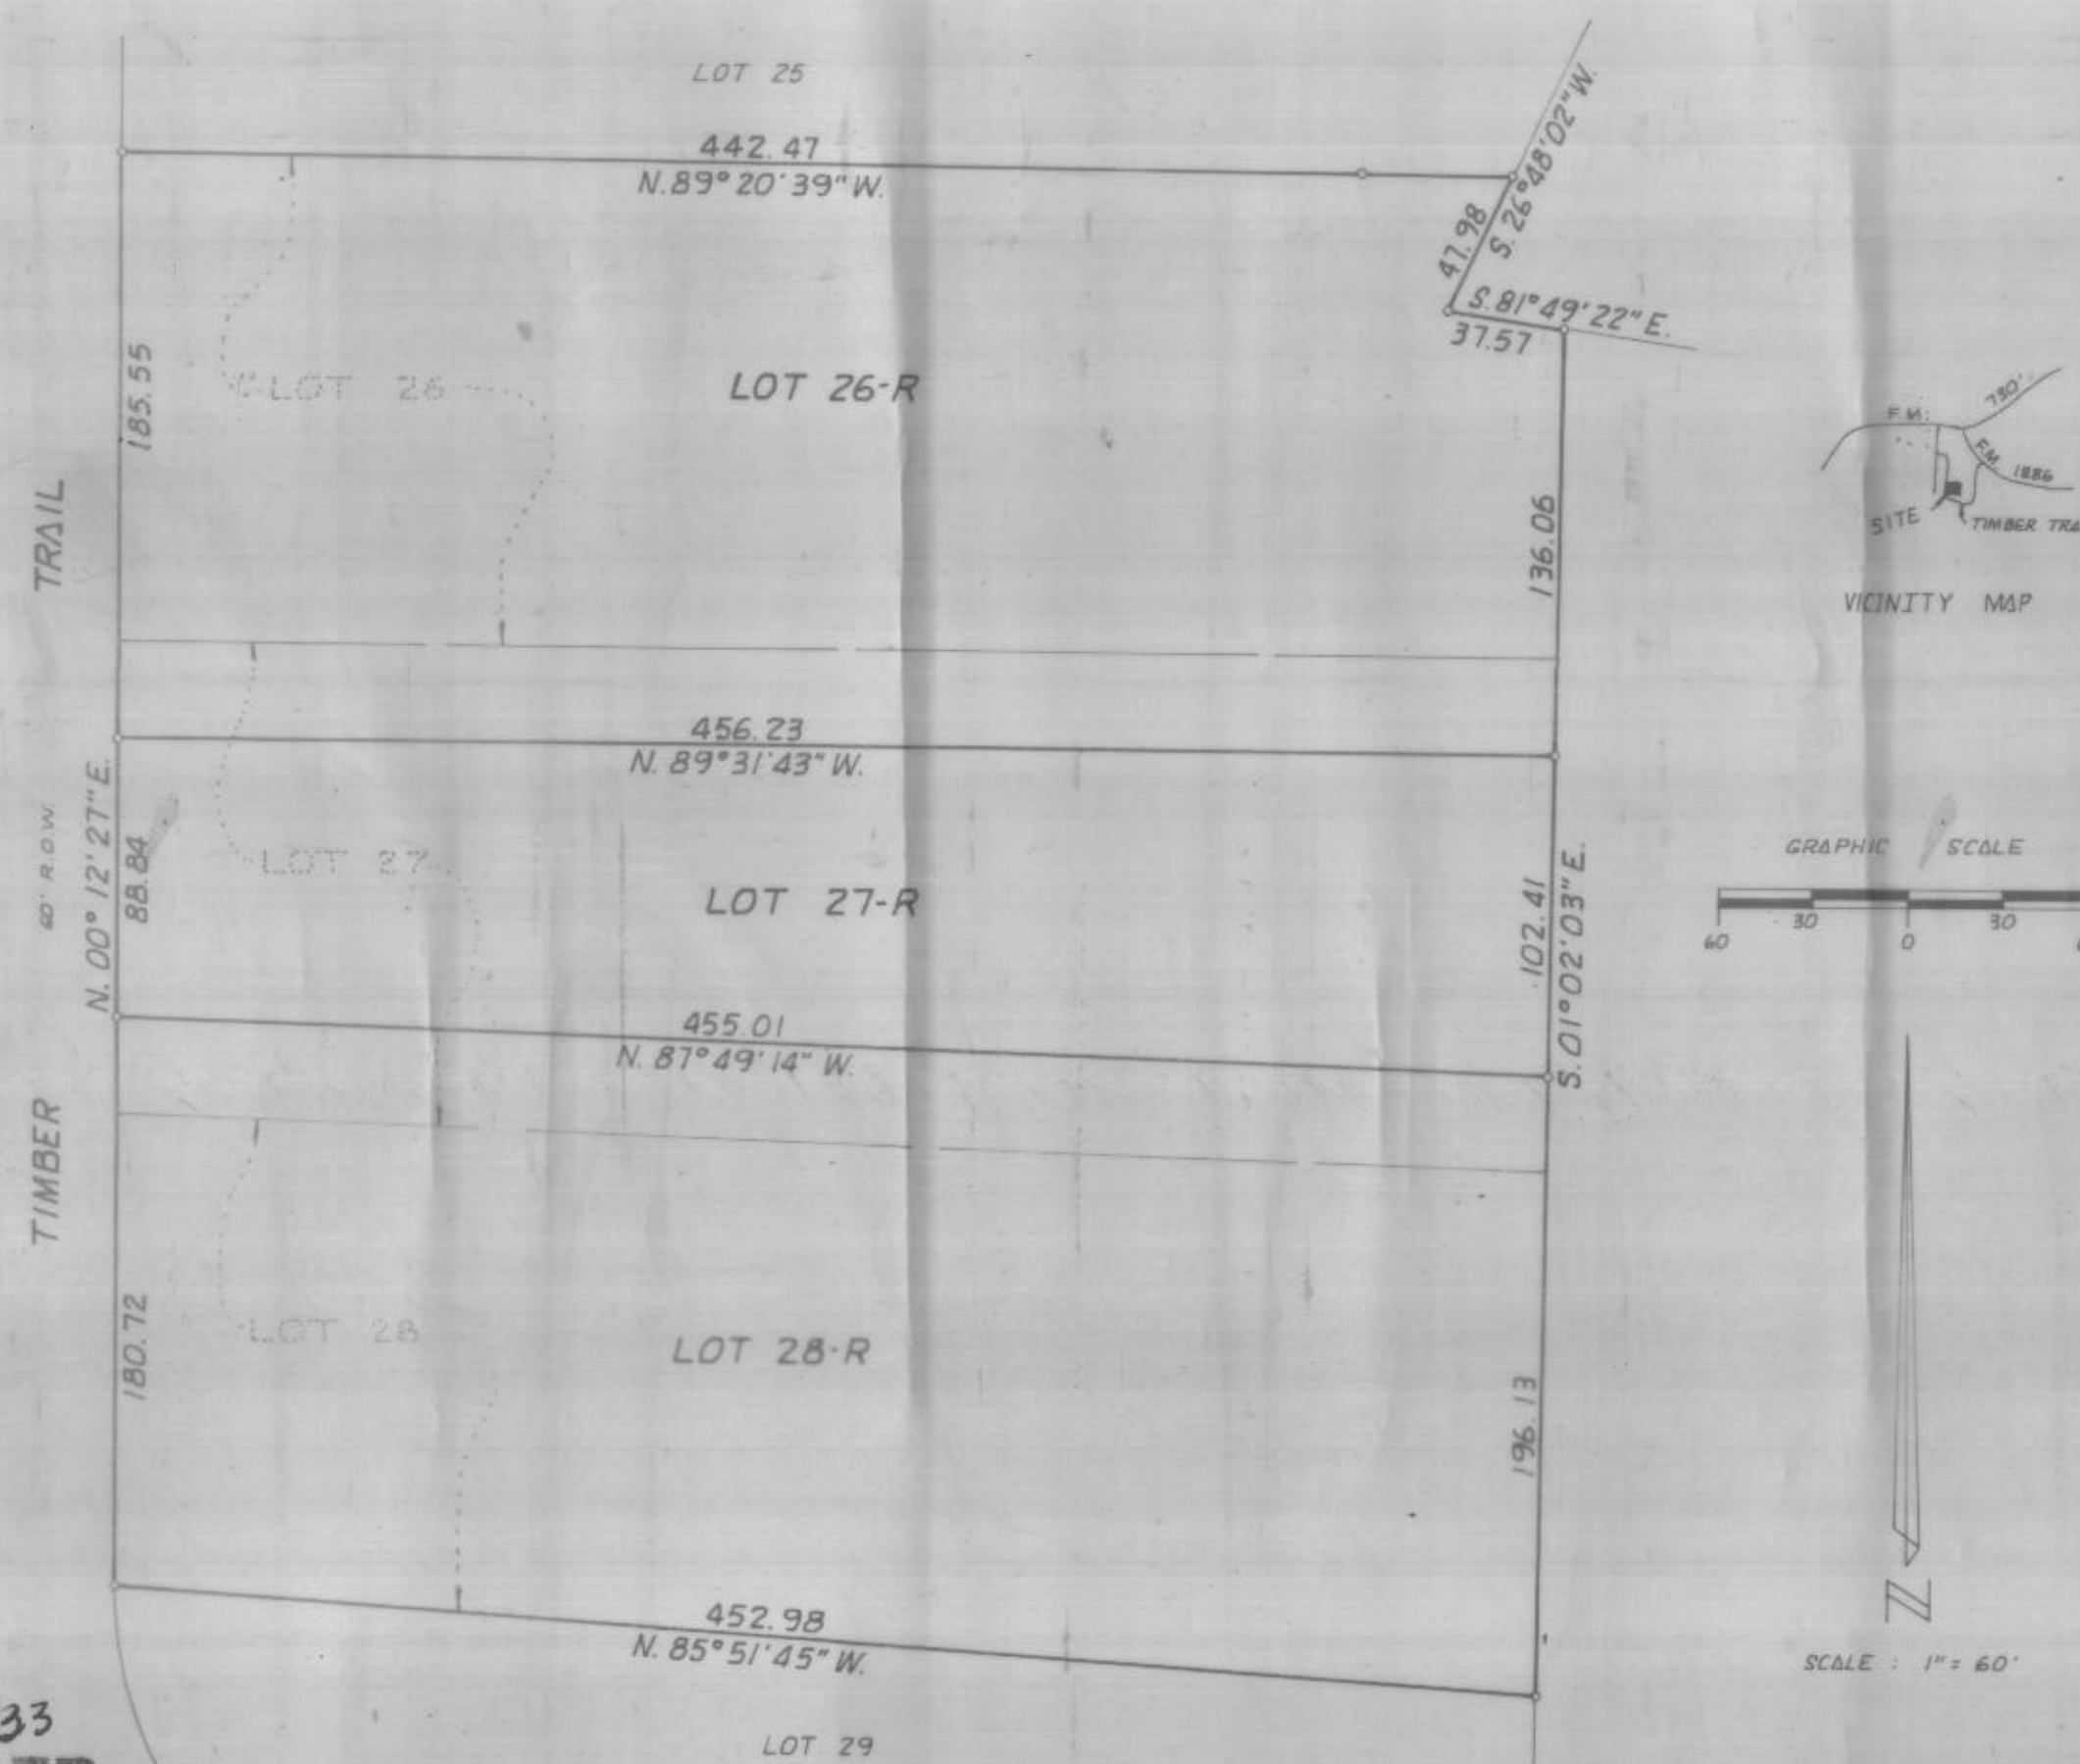 LOT 25
442.47
N.89°20'39"W.
S.26°48'02"W.
47.98
S.81°49'22"E.
37.57
185.55
LOT 26
LOT 26-R
136.06
TRAIL
F.M.
F.M.
1886
SITE
VICINITY MAP
456.23
N. 89°31'43"W.
60' R.O.W.
N. 00° 12' 27"E.
88.84
LOT 27
LOT 27-R
102.41
S.01°02'03"E.
GRAPHIC SCALE
60 30 0 30
455.01
N. 87°49'14" W.
TIMBER
180.72
LOT 28
LOT 28-R
196.13
452.98
N. 85°51'45"W.
N
SCALE : 1"= 60'
33
LOT 29